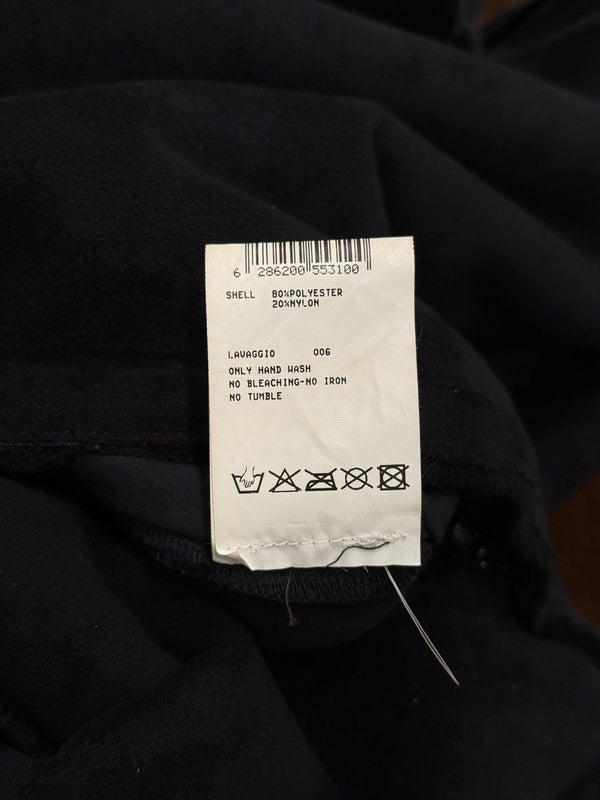 6 286200 553100
SHELL 80%POLYESTER
20%NYLON
LAVAGGIO 006
ONLY HAND WASH
NO BLEACHING-NO IRON
NO TUMBLE